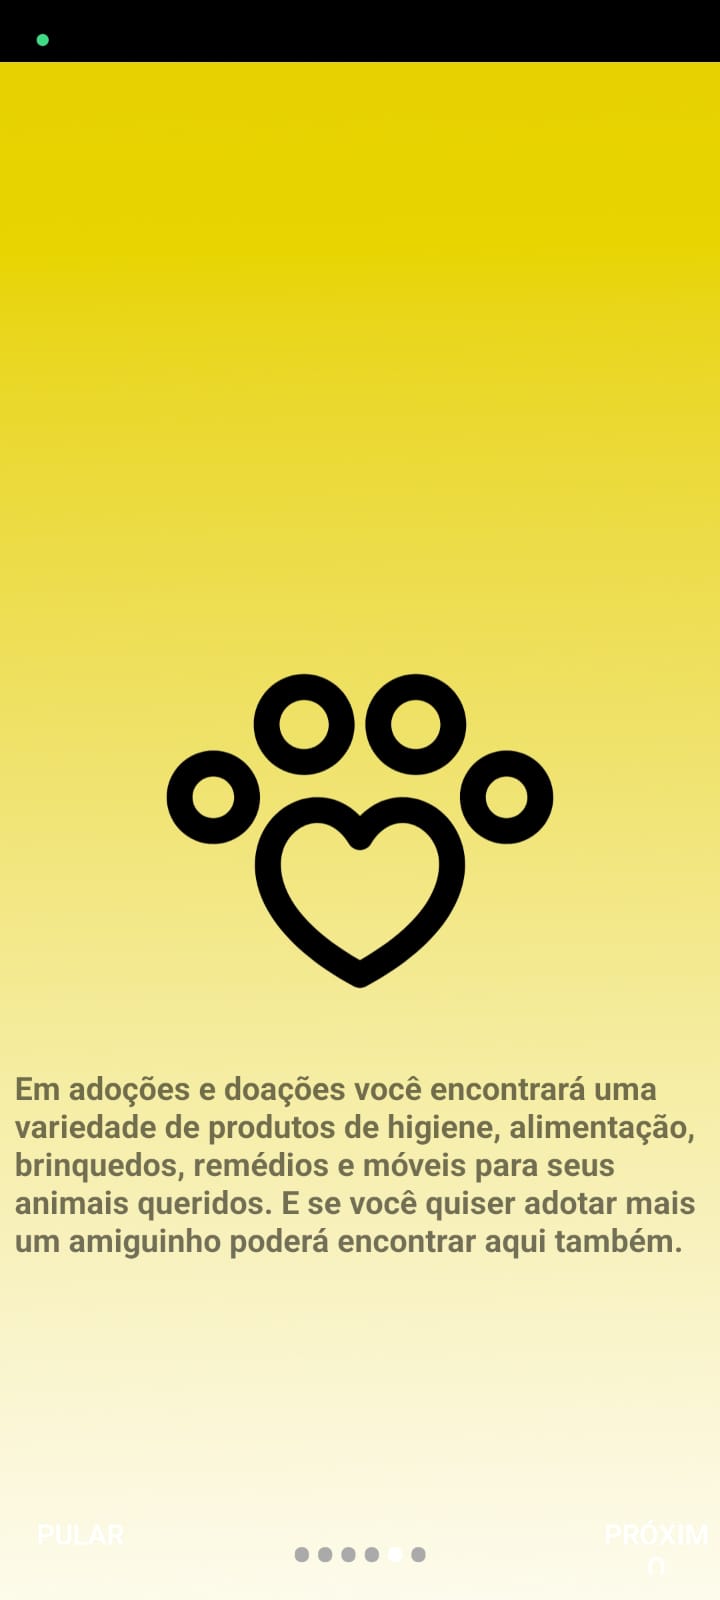 Em adoções e doações você encontrará uma
variedade de produtos de higiene, alimentação,
brinquedos, remédios e móveis para seus
animais queridos. E se você quiser adotar mais
um amiguinho poderá encontrar aqui também.
PULAR
PRÓXIM
O